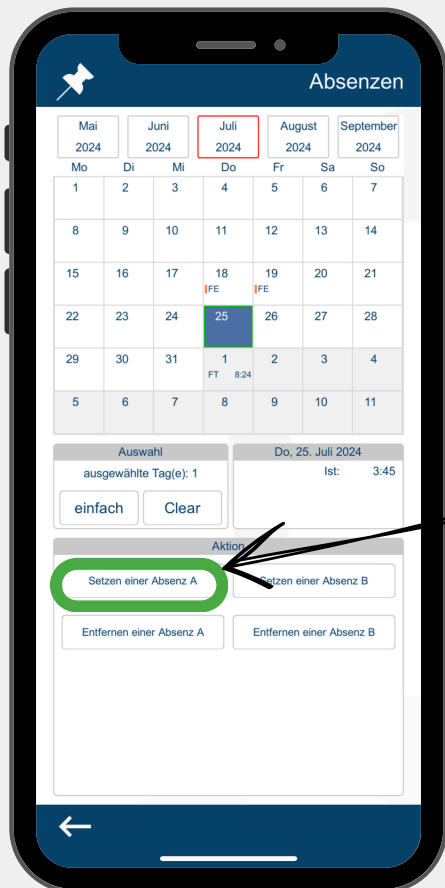 Absenzen
Mai Juni Juli August September
2024 2024 2024 2024 2024
Mo Di Mi Do Fr Sa So
1 2 3 4 5 6 7
8 9 10 11 12 13 14
15 16 17 18 19 20 21
FE FE
22 23 24 25 26 27 28
29 30 31 1 2 3 4
FT 8:24
5 6 7 8 9 10 11
Auswahl
ausgewählte Tag(e): 1
einfach Clear
Do, 25. Juli 2024
Ist: 3:45
Aktion
Setzen einer Absenz A Setzen einer Absenz B
Entfernen einer Absenz A Entfernen einer Absenz B